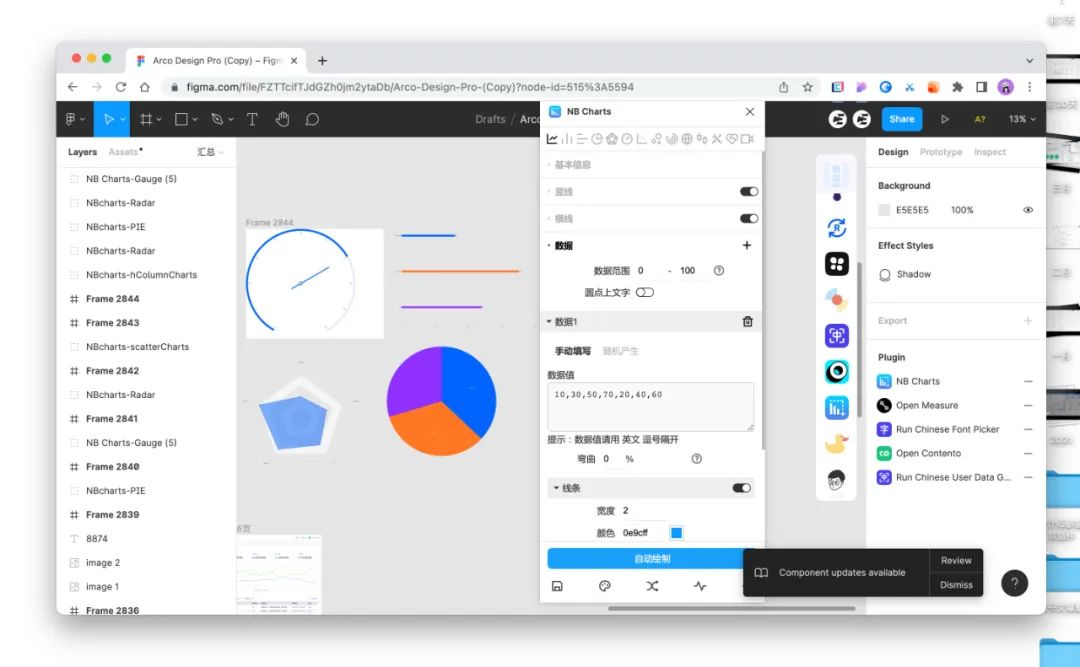 Arco Design Pro (Copy) – Figm
figma.com/file/FZTTcifTJdGZh0jm2ytaDb/Arco-Design-Pro-(Copy)?node-id=515%3A5594
Drafts / Arco
Share
A?
13%
Layers
Assets
汇总
NB Charts-Gauge (5)
NBcharts-Radar
NBcharts-PIE
NBcharts-Radar
NBcharts-hColumnCharts
Frame 2844
Frame 2843
NBcharts-scatterCharts
Frame 2842
NBcharts-Radar
Frame 2841
NB Charts-Gauge (5)
Frame 2840
NBcharts-PIE
Frame 2839
8874
image 2
image 1
Frame 2836
Frame 2844
NB Charts
基本信息
竖线
横线
数据
数据范围 0 - 100
圆点上文字
数据1
手动填写 随机产生
数据值
10,30,50,70,20,40,60
提示：数据值请用 英文 逗号隔开
弯曲 0 %
线条
宽度 2
颜色 0e9cff
自动绘制
Design Prototype Inspect
Background
E5E5E5 100%
Effect Styles
Shadow
Export
Plugin
NB Charts
Open Measure
Run Chinese Font Picker
Open Contento
Run Chinese User Data G...
Component updates available
Review
Dismiss
?
三月
二月
一月
2021